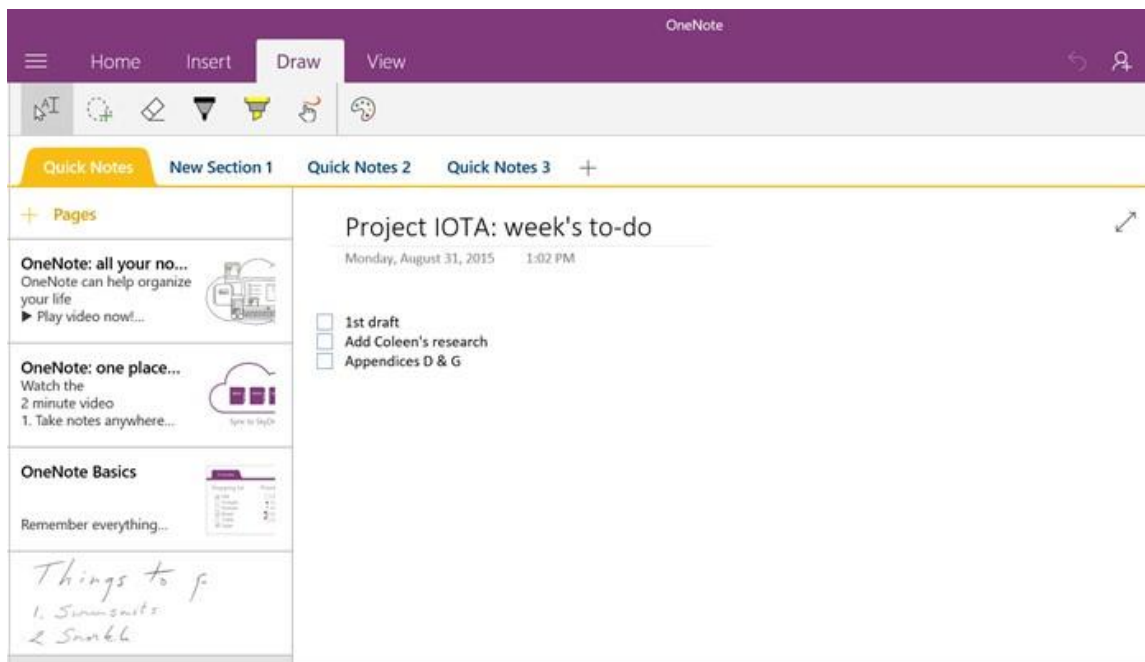 OneNote
Home Insert Draw View
Quick Notes New Section 1 Quick Notes 2 Quick Notes 3
Pages
OneNote: all your no...
OneNote can help organize
your life
▶ Play video now!...
OneNote: one place...
Watch the
2 minute video
1. Take notes anywhere...
OneNote Basics
Remember everything...
Things to
1.
2
Project IOTA: week's to-do
Monday, August 31, 2015 1:02 PM
1st draft
Add Coleen's research
Appendices D & G